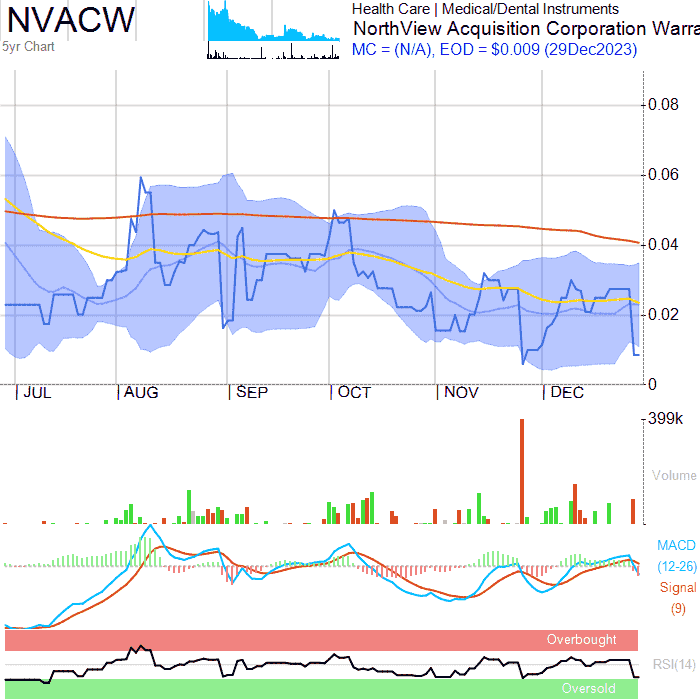 NVACW
5yr Chart
Health Care | Medical/Dental Instruments
NorthView Acquisition Corporation Warra
MC = (N/A), EOD = $0.009 (29Dec2023)
0.08
0.06
0.04
0.02
0
JUL AUG SEP OCT NOV DEC
399k
Volume
MACD
(12-26)
Signal
(9)
Overbought
RSI(14)
Oversold